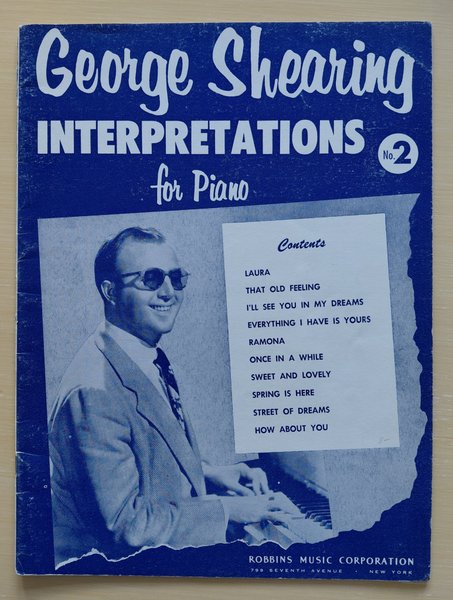 George Shearing
INTERPRETATIONS
No. 2
for Piano
Contents
LAURA
THAT OLD FEELING
I'LL SEE YOU IN MY DREAMS
EVERYTHING I HAVE IS YOURS
RAMONA
ONCE IN A WHILE
SWEET AND LOVELY
SPRING IS HERE
STREET OF DREAMS
HOW ABOUT YOU
ROBBINS MUSIC CORPORATION
799 SEVENTH AVENUE • NEW YORK